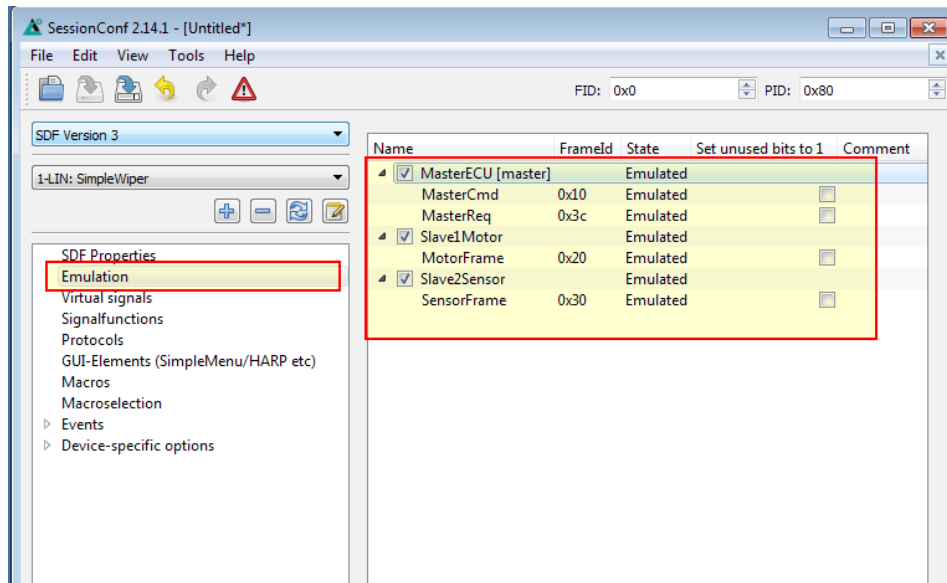 SessionConf 2.14.1 - [Untitled*]
File Edit View Tools Help
FID: 0x0 PID: 0x80
SDF Version 3
1-LIN: SimpleWiper
SDF Properties
Emulation
Virtual signals
Signalfunctions
Protocols
GUI-Elements (SimpleMenu/HARP etc)
Macros
Macroselection
Events
Device-specific options
Name FrameId State Set unused bits to 1 Comment
MasterECU [master] Emulated
MasterCmd 0x10 Emulated
MasterReq 0x3c Emulated
Slave1Motor Emulated
MotorFrame 0x20 Emulated
Slave2Sensor Emulated
SensorFrame 0x30 Emulated